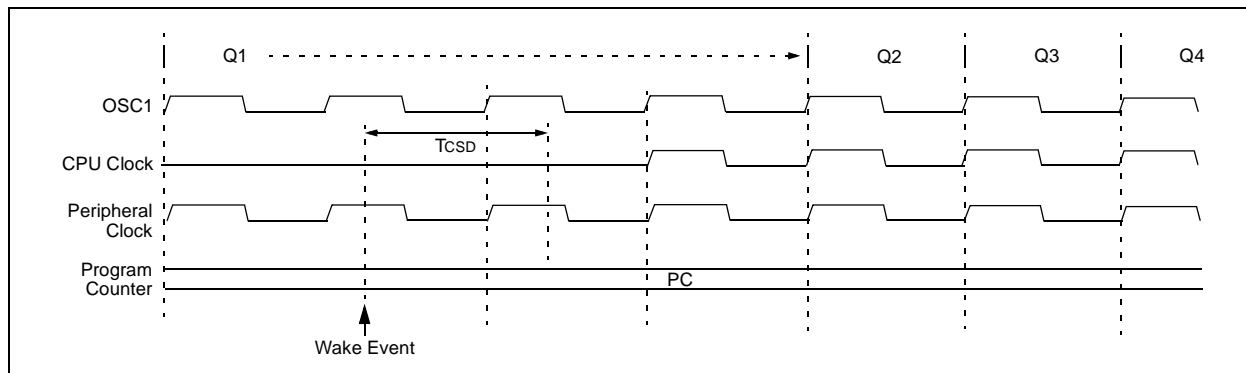 Q1 Q2 Q3 Q4
OSC1
TCSD
CPU Clock
Peripheral
Clock
Program
Counter
PC
Wake Event